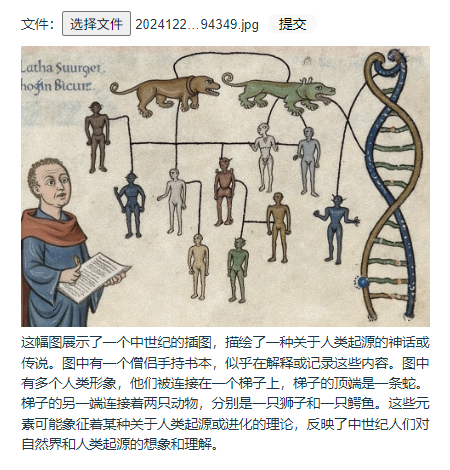 文件： 选择文件 2024122…94349.jpg 提交
这幅图展示了一个中世纪的插图，描绘了一种关于人类起源的神话或
传说。图中有一个僧侣手持书本，似乎在解释或记录这些内容。图中
有多个人类形象，他们被连接在一个梯子上，梯子的顶端是一条蛇。
梯子的另一端连接着两只动物，分别是一只狮子和一只鳄鱼。这些元
素可能象征着某种关于人类起源或进化的理论，反映了中世纪人们对
自然界和人类起源的想象和理解。